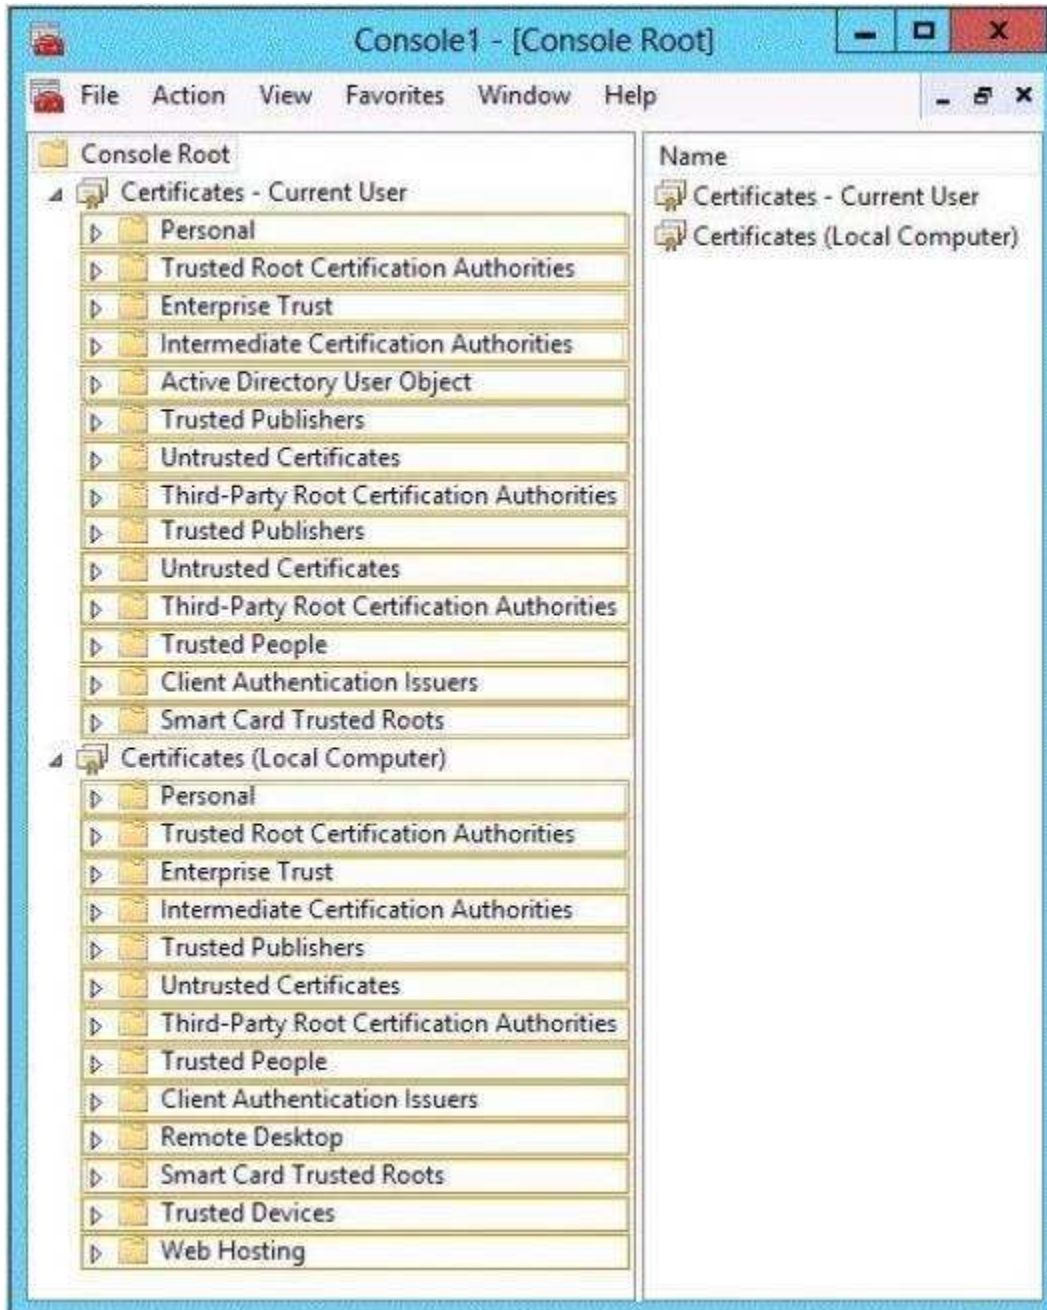 Console1 - [Console Root]
File Action View Favorites Window Help
Console Root
Certificates - Current User
Personal
Trusted Root Certification Authorities
Enterprise Trust
Intermediate Certification Authorities
Active Directory User Object
Trusted Publishers
Untrusted Certificates
Third-Party Root Certification Authorities
Trusted Publishers
Untrusted Certificates
Third-Party Root Certification Authorities
Trusted People
Client Authentication Issuers
Smart Card Trusted Roots
Certificates (Local Computer)
Personal
Trusted Root Certification Authorities
Enterprise Trust
Intermediate Certification Authorities
Trusted Publishers
Untrusted Certificates
Third-Party Root Certification Authorities
Trusted People
Client Authentication Issuers
Remote Desktop
Smart Card Trusted Roots
Trusted Devices
Web Hosting
Name
Certificates - Current User
Certificates (Local Computer)